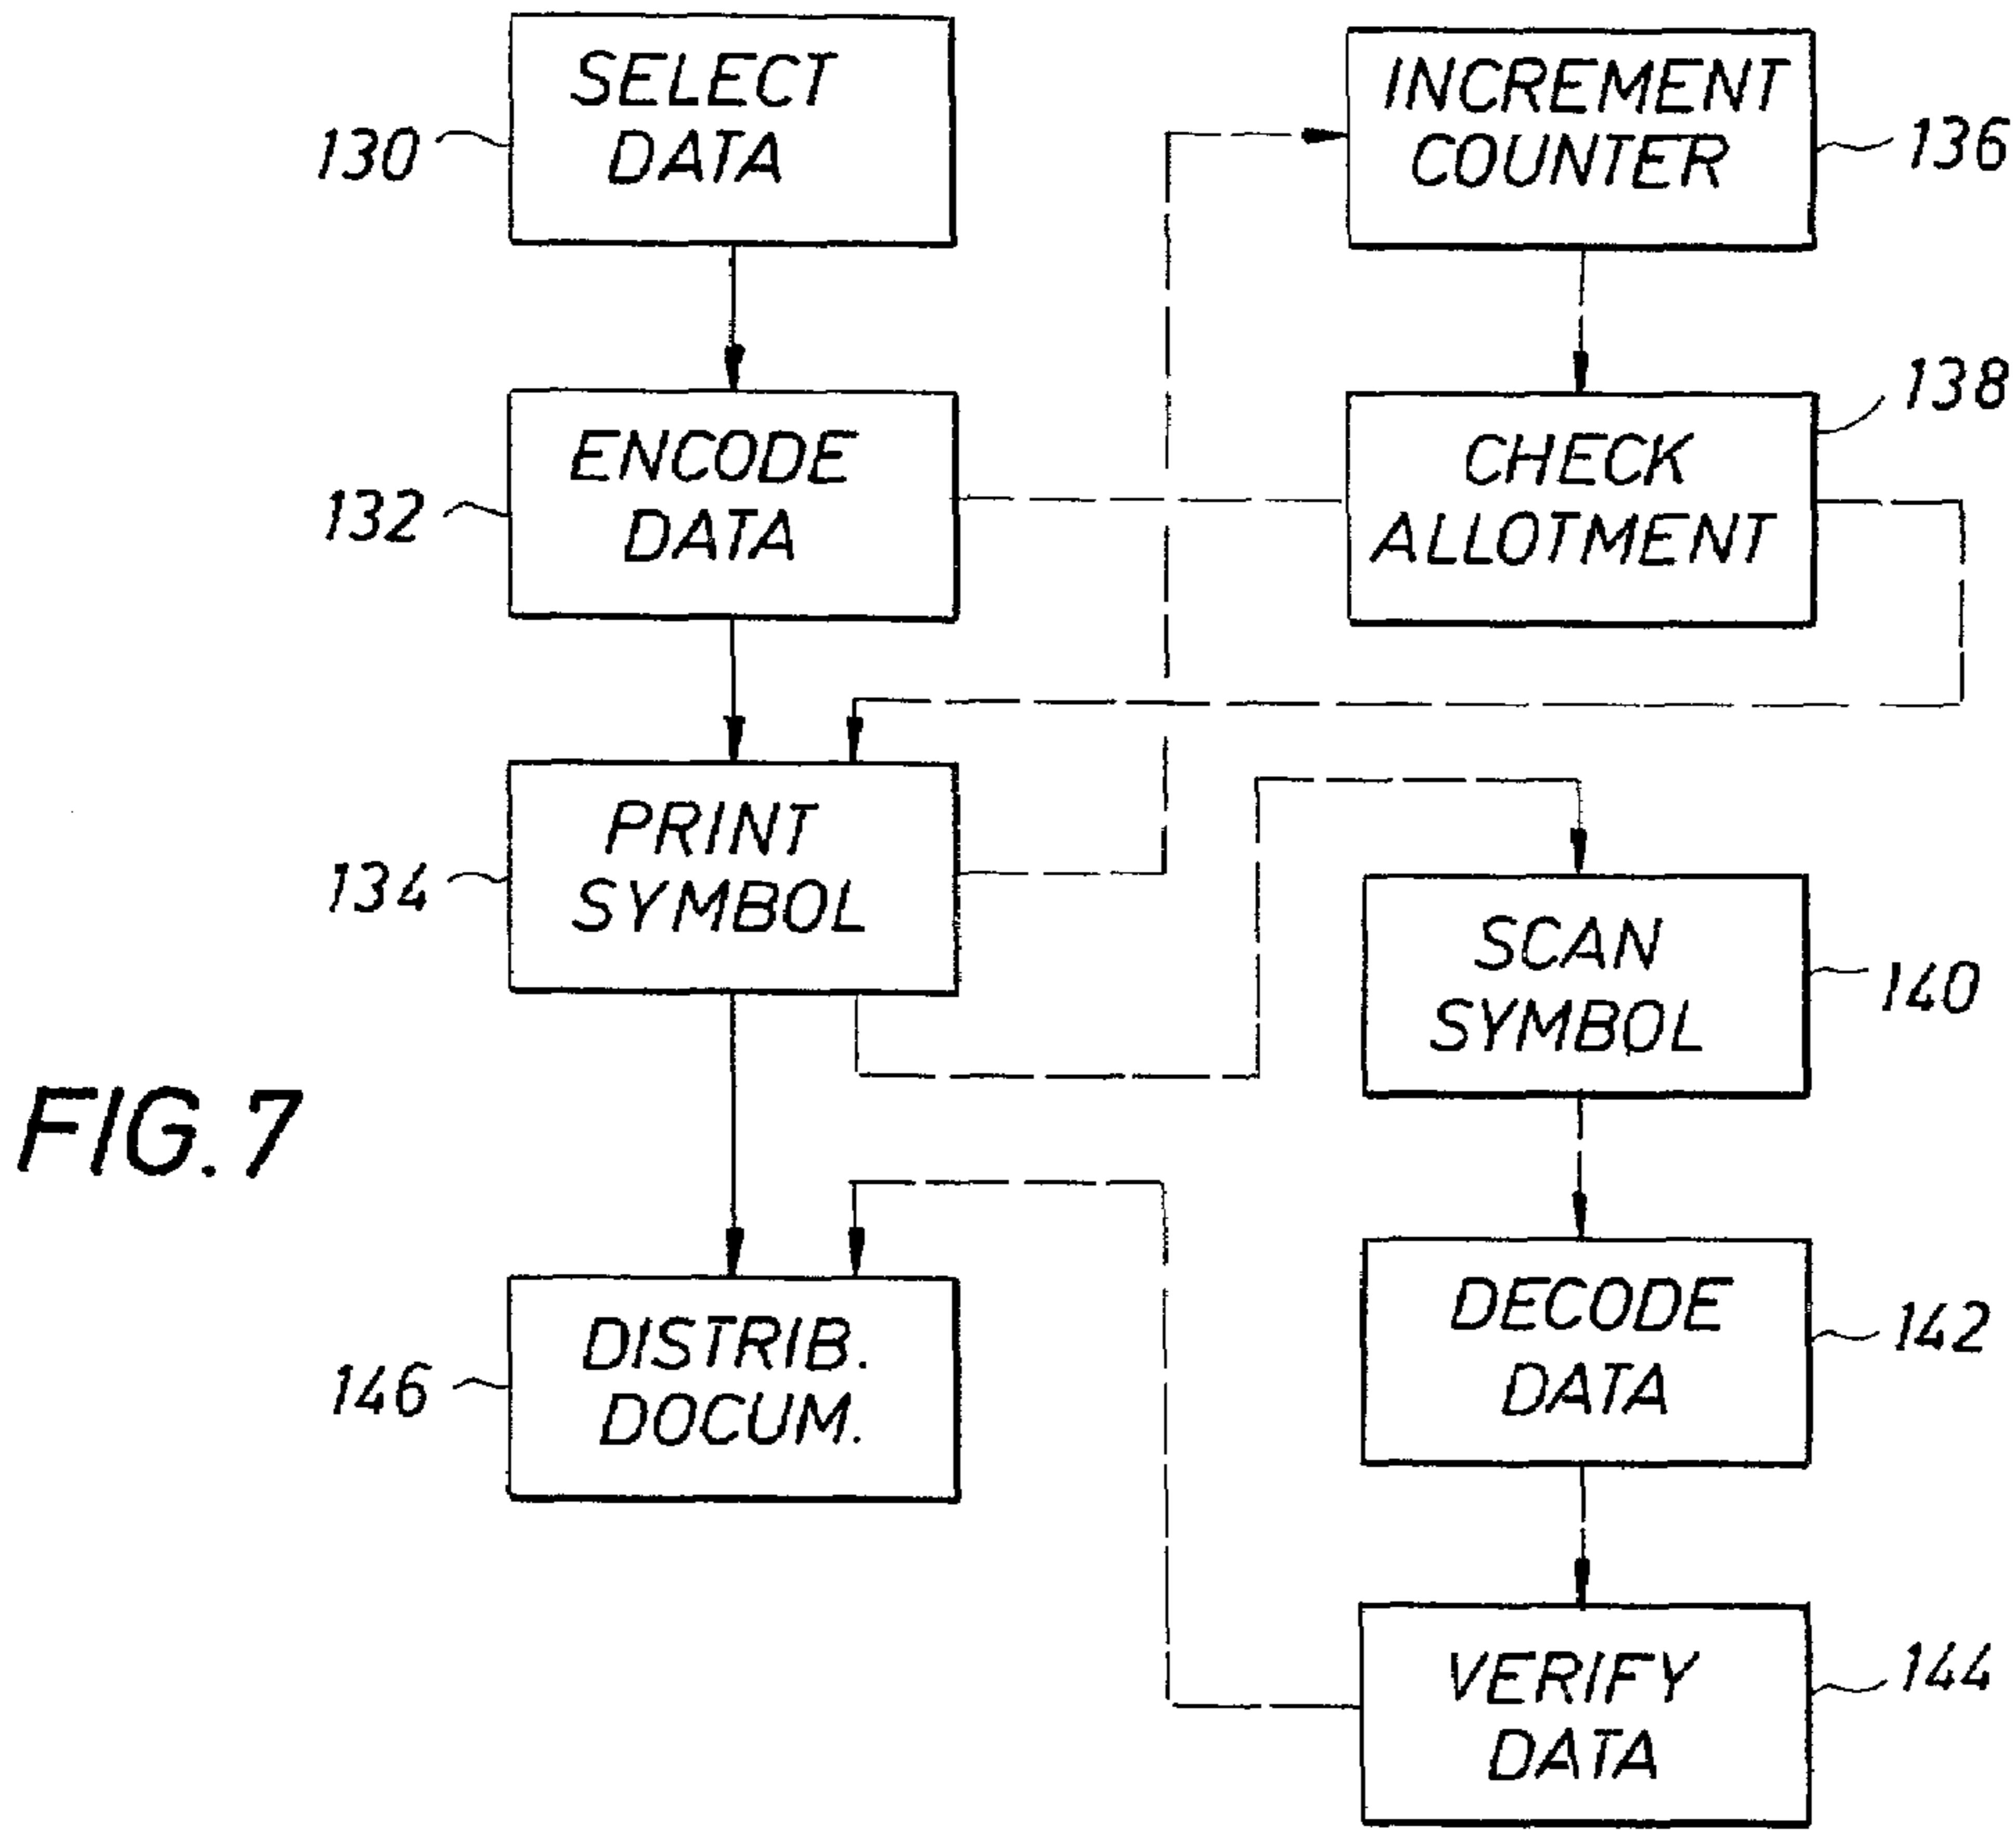 SELECT
DATA
130
INCREMENT
COUNTER
136
ENCODE
DATA
132
CHECK
ALLOTMENT
138
PRINT
SYMBOL
134
SCAN
SYMBOL
140
FIG. 7
DISTRIB.
DOCUM.
146
DECODE
DATA
142
VERIFY
DATA
144